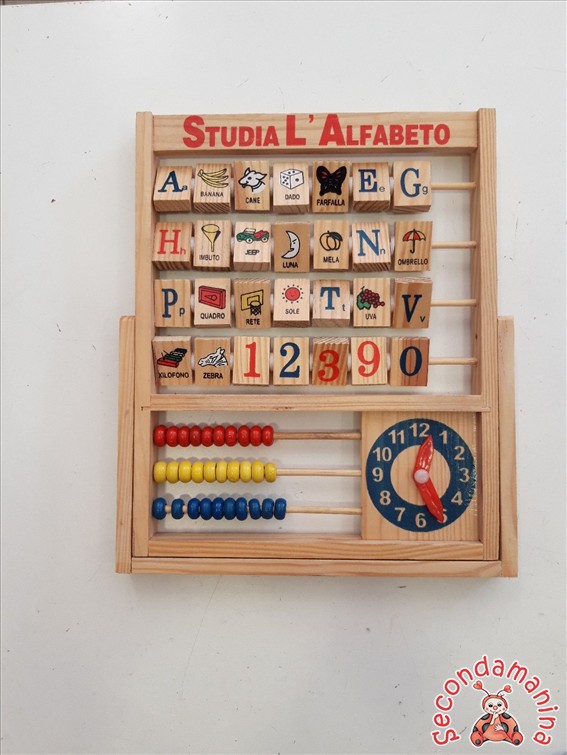 STUDIA L'ALFABETO
A a BANANA CANE DADO FARFALLA E e G g
H h IMBUTO JEEP LUNA MELA N n OMBRELLO
P p QUADRO RETE SOLE T t UVA V v
XILOFONO ZEBRA 1 2 3 9 0
12 1 2 3 4 5 6 7 8 9 10 11
Secondamanina